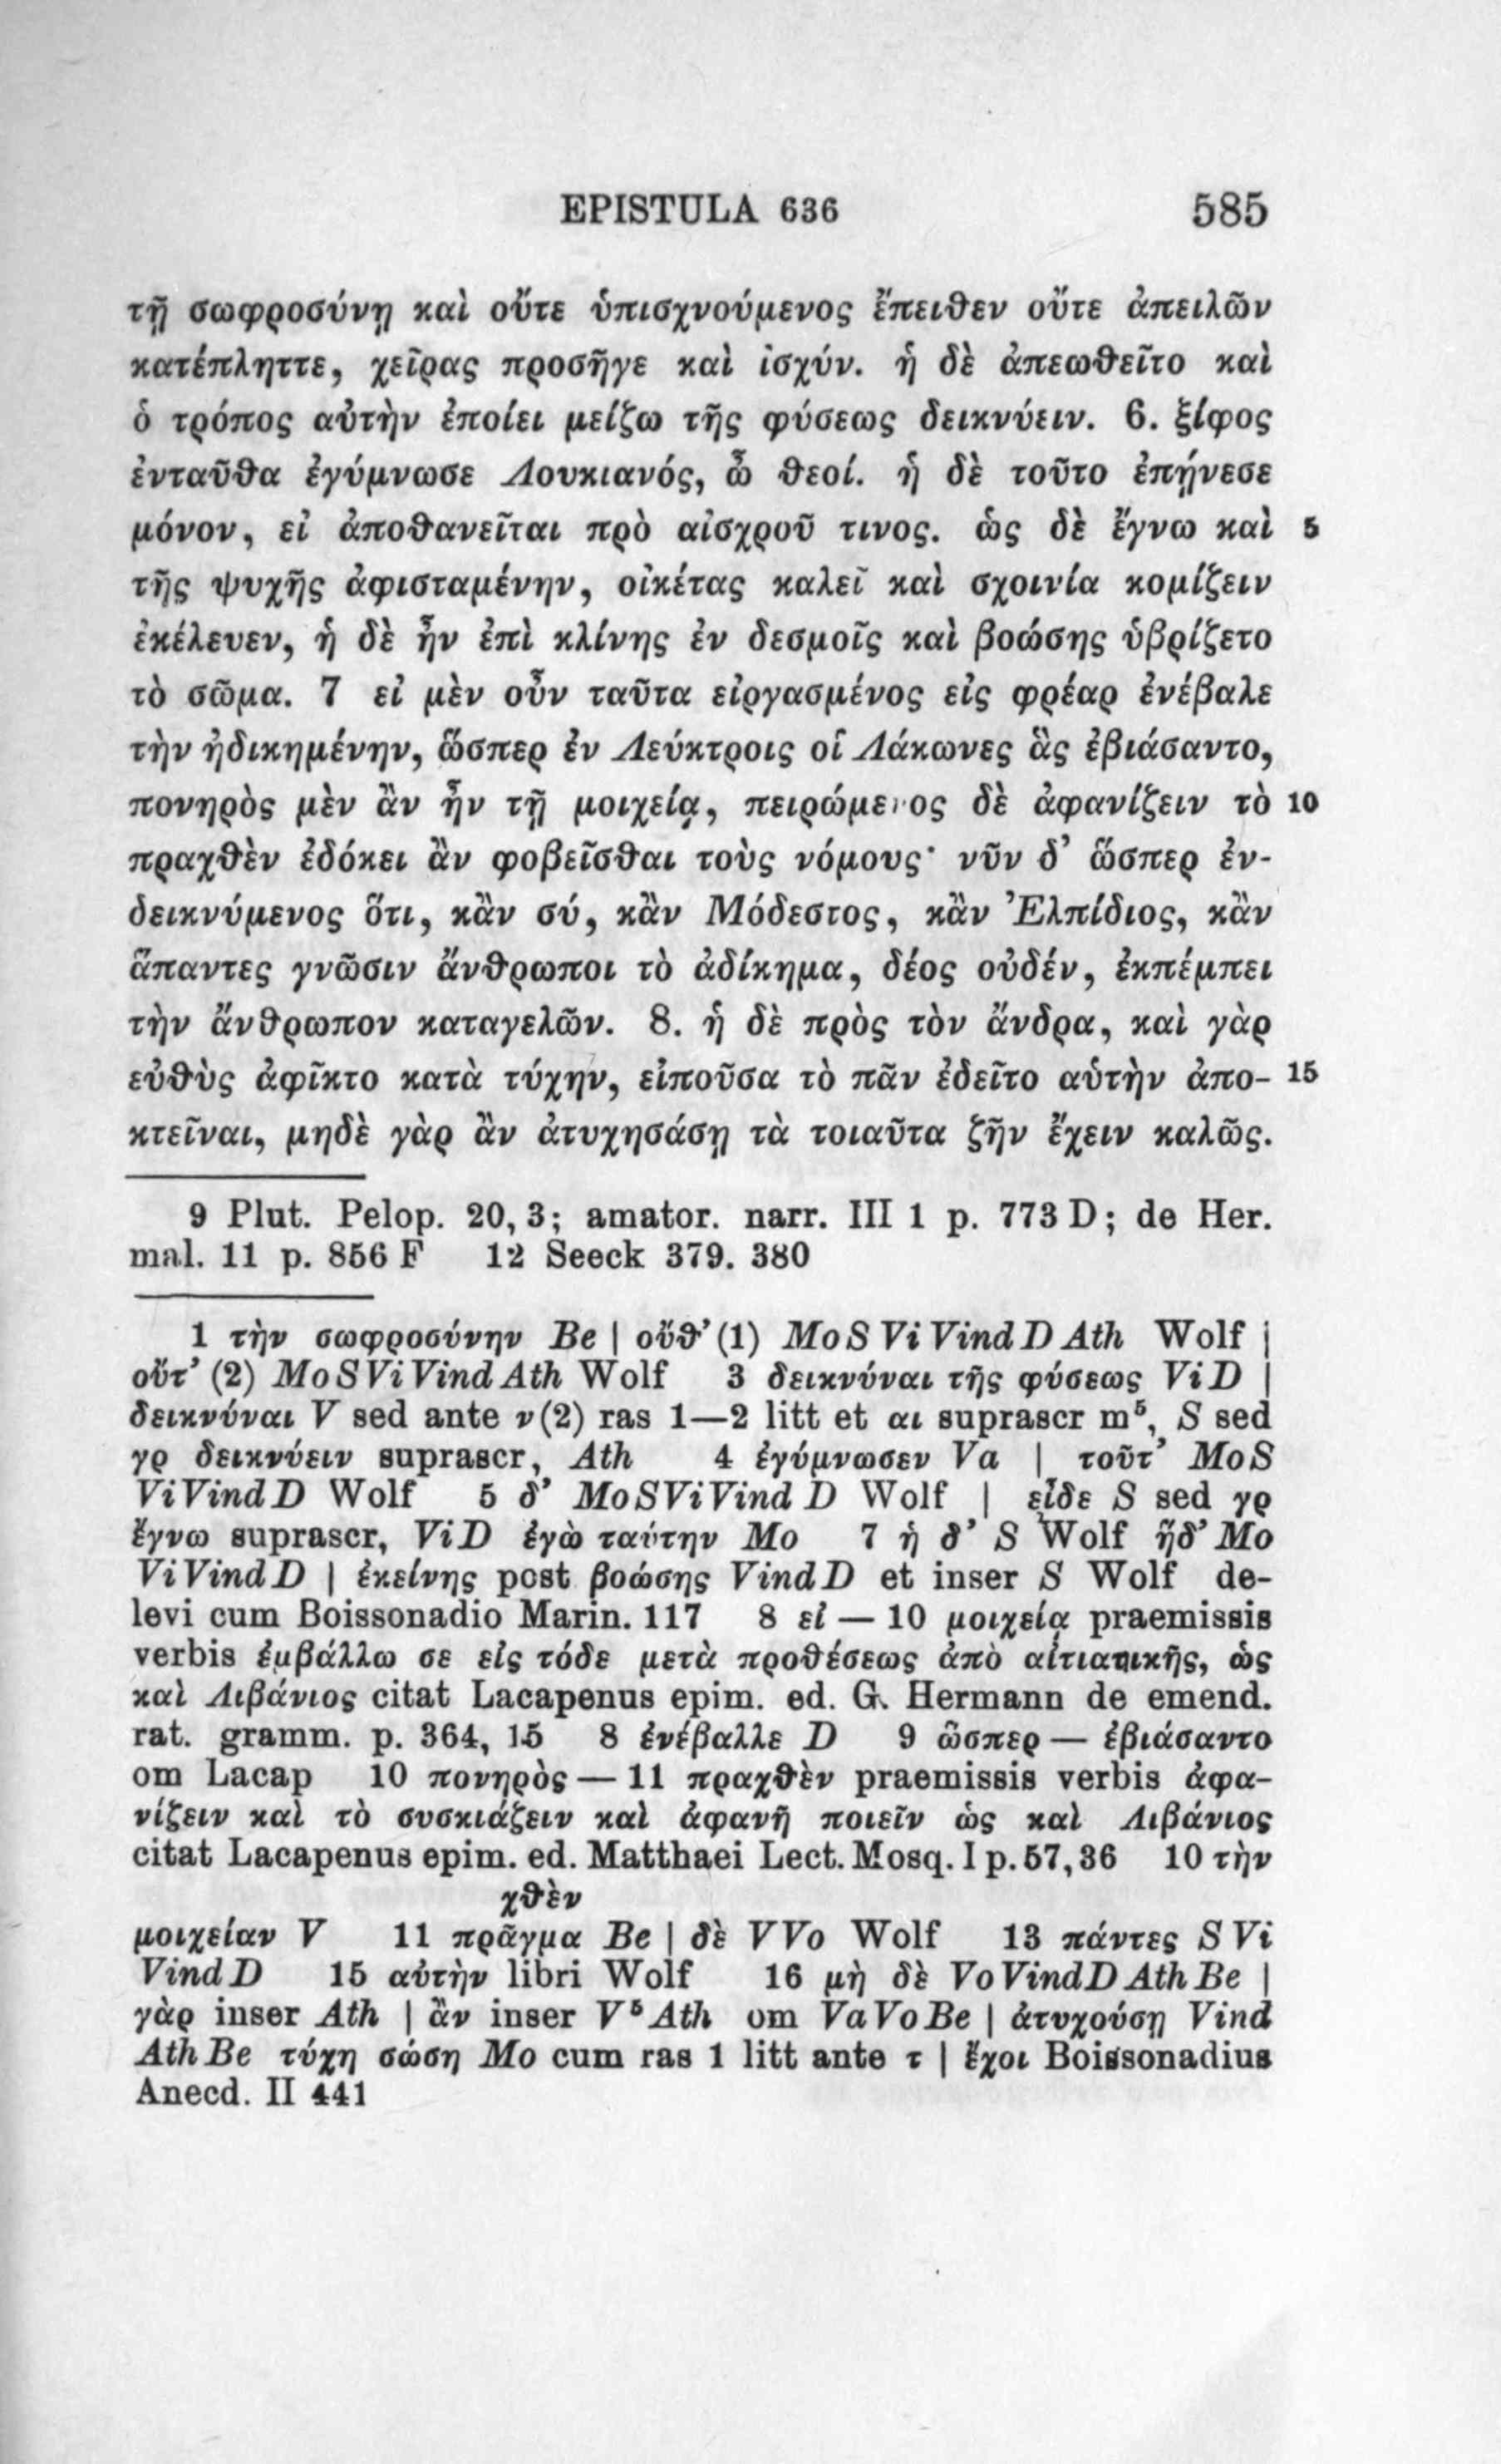 EPISTULA 636 585
τῇ σωφροσύνῃ καὶ οὔτε ὑπισχνούμενος ἔπειθεν οὔτε ἀπειλῶν
κατέπληττε, χεῖρας προσῆγε καὶ ἰσχύν. ἡ δὲ ἀπεωθεῖτο καὶ
ὁ τρόπος αὐτὴν ἐποίει μείζω τῆς φύσεως δεικνύειν. 6. ξίφος
ἐνταῦθα ἐγύμνωσε Λουκιανός, ὦ θεοί. ἡ δὲ τοῦτο ἐπῄνεσε
μόνον, εἰ ἀποθανεῖται πρὸ αἰσχροῦ τινος. ὡς δὲ ἔγνω καὶ 5
τῆς ψυχῆς ἀφισταμένην, οἰκέτας καλεῖ καὶ σχοινία κομίζειν
ἐκέλευεν, ἡ δὲ ἦν ἐπὶ κλίνης ἐν δεσμοῖς καὶ βοώσης ὑβρίζετο
τὸ σῶμα. 7 εἰ μὲν οὖν ταῦτα εἰργασμένος εἰς φρέαρ ἐνέβαλε
τὴν ἠδικημένην, ὥσπερ ἐν Λεύκτροις οἱ Λάκωνες ἃς ἐβιάσαντο,
πονηρὸς μὲν ἂν ἦν τῇ μοιχείᾳ, πειρώμενος δὲ ἀφανίζειν τὸ 10
πραχθὲν ἐδόκει ἂν φοβεῖσθαι τοὺς νόμους· νῦν δ’ ὥσπερ ἐν-
δεικνύμενος ὅτι, κἂν σύ, κἂν Μόδεστος, κἂν Ἐλπίδιος, κἂν
ἅπαντες γνῶσιν ἄνθρωποι τὸ ἀδίκημα, δέος οὐδέν, ἐκπέμπει
τὴν ἄνθρωπον καταγελῶν. 8. ἡ δὲ πρὸς τὸν ἄνδρα, καὶ γὰρ
εὐθὺς ἀφῖκτο κατὰ τύχην, εἰποῦσα τὸ πᾶν ἐδεῖτο αὑτὴν ἀπο- 15
κτεῖναι, μηδὲ γὰρ ἂν ἀτυχησάσῃ τὰ τοιαῦτα ζῆν ἔχειν καλῶς.
9 Plut. Pelop. 20, 3; amator. narr. III 1 p. 773 D; de Her.
mal. 11 p. 856 F 12 Seeck 379. 380
1 τὴν σωφροσύνην Be | οὔθ’ (1) Mo S Vi Vind D Ath Wolf |
οὔτ’ (2) Mo S Vi Vind Ath Wolf 3 δεικνύναι τῆς φύσεως Vi D |
δεικνύναι V sed ante ν (2) ras 1—2 litt et αι suprascr m⁵, S sed
γρ δεικνύειν suprascr, Ath 4 ἐγύμνωσεν Va | τοῦτ’ Mo S
Vi Vind D Wolf 5 δ’ Mo S Vi Vind D Wolf | εἶδε S sed γρ
ἔγνω suprascr, Vi D ἐγὼ ταύτην Mo 7 ἡ δ’ S Wolf ἥδ’ Mo
Vi Vind D | ἐκείνης post βοώσης Vind D et inser S Wolf de-
levi cum Boissonadio Marin. 117 8 εἰ — 10 μοιχείᾳ praemissis
verbis ἐμβάλλω σε εἰς τόδε μετὰ προθέσεως ἀπὸ αἰτιατικῆς, ὡς
καὶ Λιβάνιος citat Lacapenus epim. ed. G. Hermann de emend.
rat. gramm. p. 364, 15 8 ἐνέβαλλε D 9 ὥσπερ — ἐβιάσαντο
om Lacap 10 πονηρὸς — 11 πραχθὲν praemissis verbis ἀφα-
νίζειν καὶ τὸ συσκιάζειν καὶ ἀφανῆ ποιεῖν ὡς καὶ Λιβάνιος
citat Lacapenus epim. ed. Matthaei Lect. Mosq. I p. 57, 36 10 τὴν
χθὲν
μοιχείαν V 11 πρᾶγμα Be | δὲ V Vo Wolf 13 πάντες S Vi
Vind D 15 αὐτὴν libri Wolf 16 μὴ δὲ Vo Vind D Ath Be |
γὰρ inser Ath | ἂν inser V⁵ Ath om Va Vo Be | ἀτυχούσῃ Vind
Ath Be τύχη σώσῃ Mo cum ras 1 litt ante τ | ἔχοι Boissonadius
Anecd. II 441